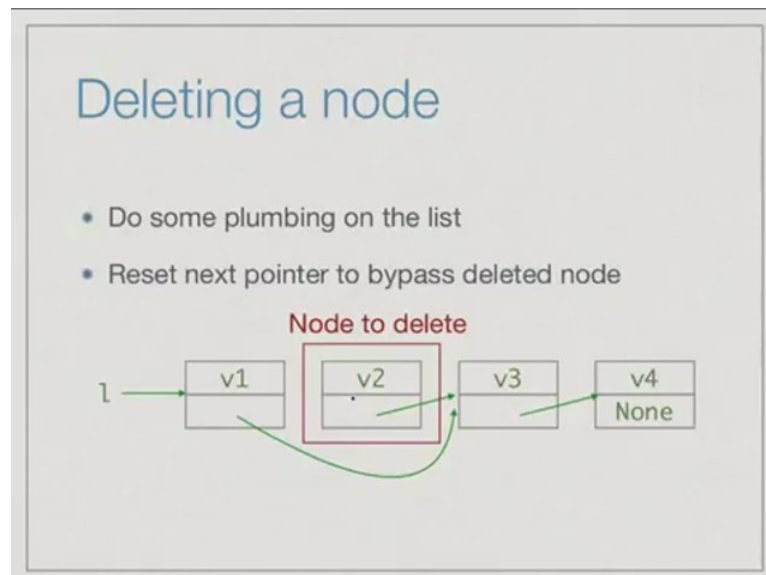 Deleting a node
Do some plumbing on the list
Reset next pointer to bypass deleted node
Node to delete
l
v1
v2
v3
v4
None